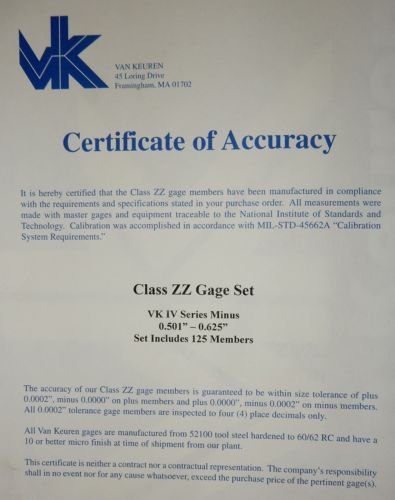 VK
VAN KEUREN
45 Loring Drive
Framingham, MA 01702
Certificate of Accuracy
It is hereby certified that the Class ZZ gage members have been manufactured in compliance
with the requirements and specifications stated in your purchase order. All measurements were
made with master gages and equipment traceable to the National Institute of Standards and
Technology. Calibration was accomplished in accordance with MIL-STD-45662A “Calibration
System Requirements.”
Class ZZ Gage Set
VK IV Series Minus
0.501” – 0.625”
Set Includes 125 Members
The accuracy of our Class ZZ gage members is guaranteed to be within size tolerance of plus
0.0002”, minus 0.0000” on plus members and plus 0.0000”, minus 0.0002” on minus members.
All 0.0002” tolerance gage members are inspected to four (4) place decimals only.
All Van Keuren gages are manufactured from 52100 tool steel hardened to 60/62 RC and have a
10 or better micro finish at time of shipment from our plant.
This certificate is neither a contract nor a contractual representation. The company's responsibility
shall in no event nor for any cause whatsoever, exceed the purchase price of the pertinent gage(s).